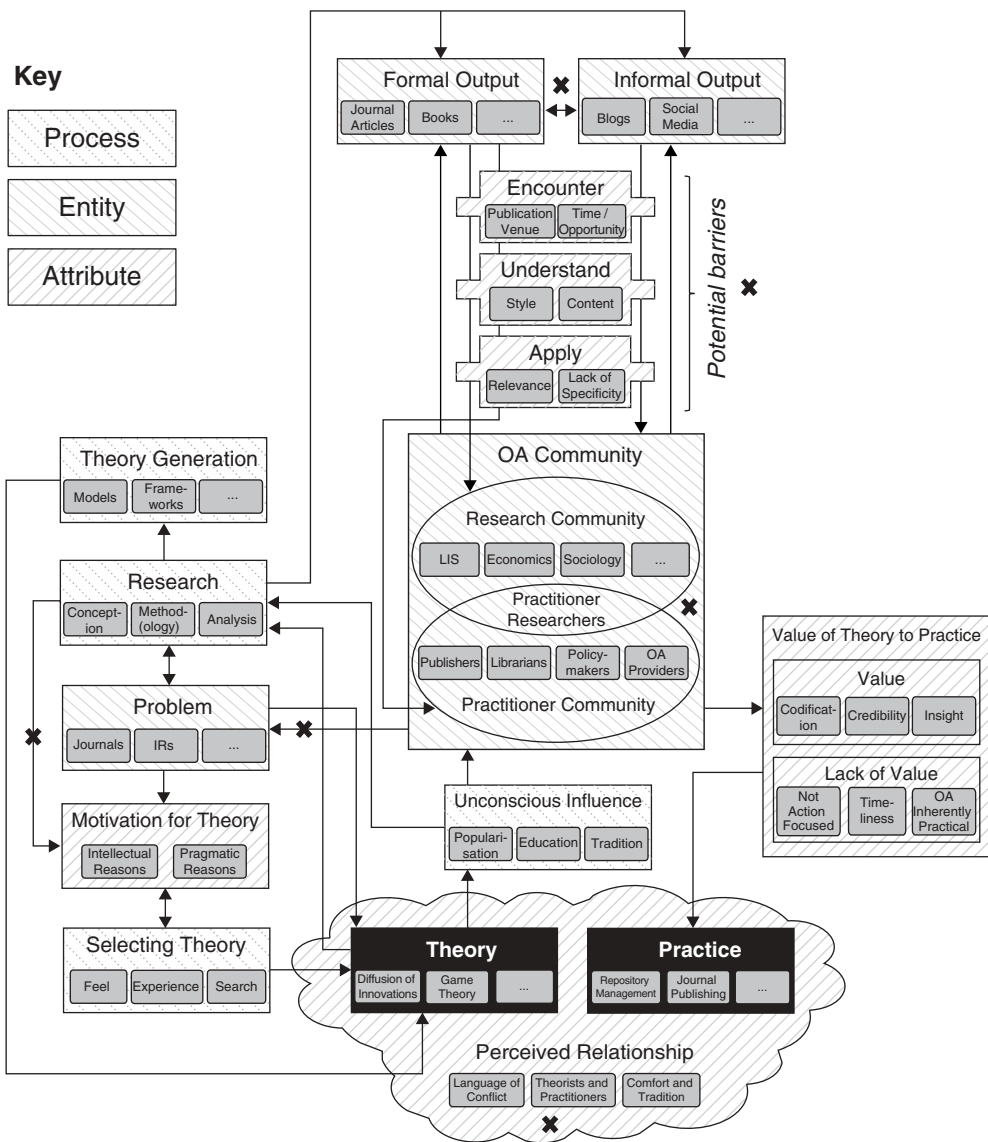 Key
Process
Entity
Attribute
Formal Output
Journal
Articles
Books
...
Informal Output
Blogs
Social
Media
...
Encounter
Publication
Venue
Time /
Opportunity
Understand
Style
Content
Apply
Relevance
Lack of
Specificity
Potential barriers
Theory Generation
Models
Frame-
works
...
Research
Concept-
ion
Method-
(ology)
Analysis
Problem
Journals
IRs
...
Motivation for Theory
Intellectual
Reasons
Pragmatic
Reasons
Selecting Theory
Feel
Experience
Search
OA Community
Research Community
LIS
Economics
Sociology
...
Practitioner
Researchers
Publishers
Librarians
Policy-
makers
OA
Providers
Practitioner Community
Unconscious Influence
Populari-
sation
Education
Tradition
Value of Theory to Practice
Value
Codificat-
ion
Credibility
Insight
Lack of Value
Not
Action
Focused
Time-
liness
OA
Inherently
Practical
Theory
Diffusion of
Innovations
Game
Theory
...
Practice
Repository
Management
Journal
Publishing
...
Perceived Relationship
Language of
Conflict
Theorists and
Practitioners
Comfort and
Tradition